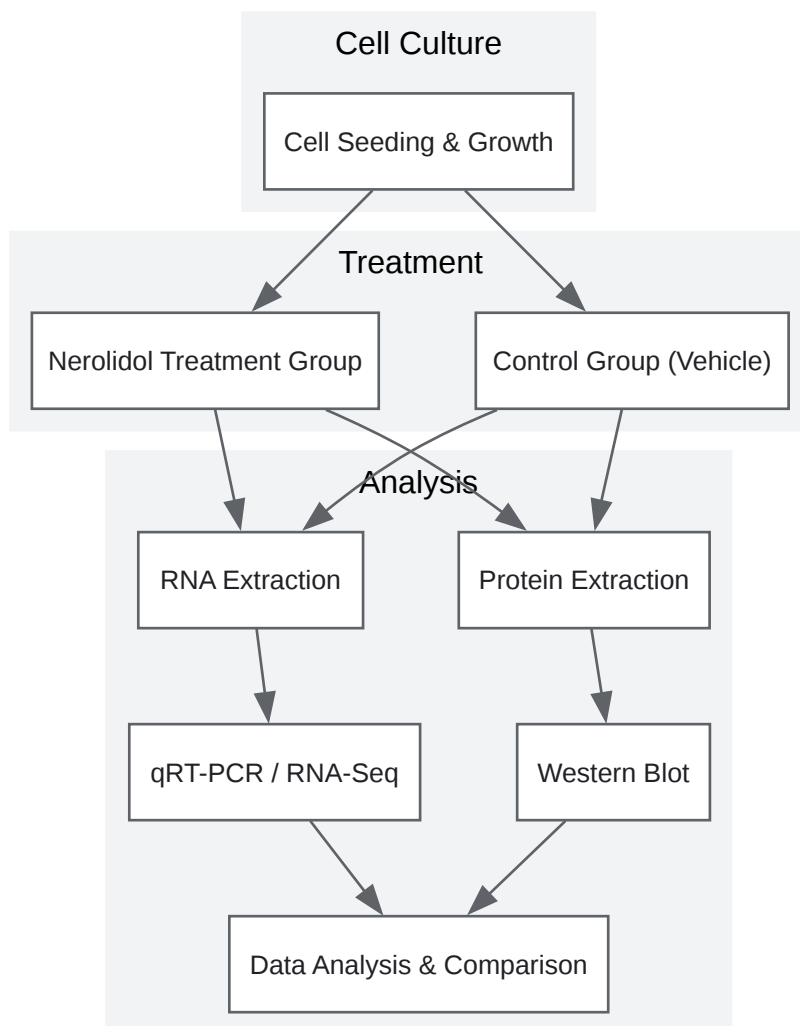 Cell Culture
Cell Seeding & Growth
Treatment
Nerolidol Treatment Group
Control Group (Vehicle)
Analysis
RNA Extraction
Protein Extraction
qRT-PCR / RNA-Seq
Western Blot
Data Analysis & Comparison